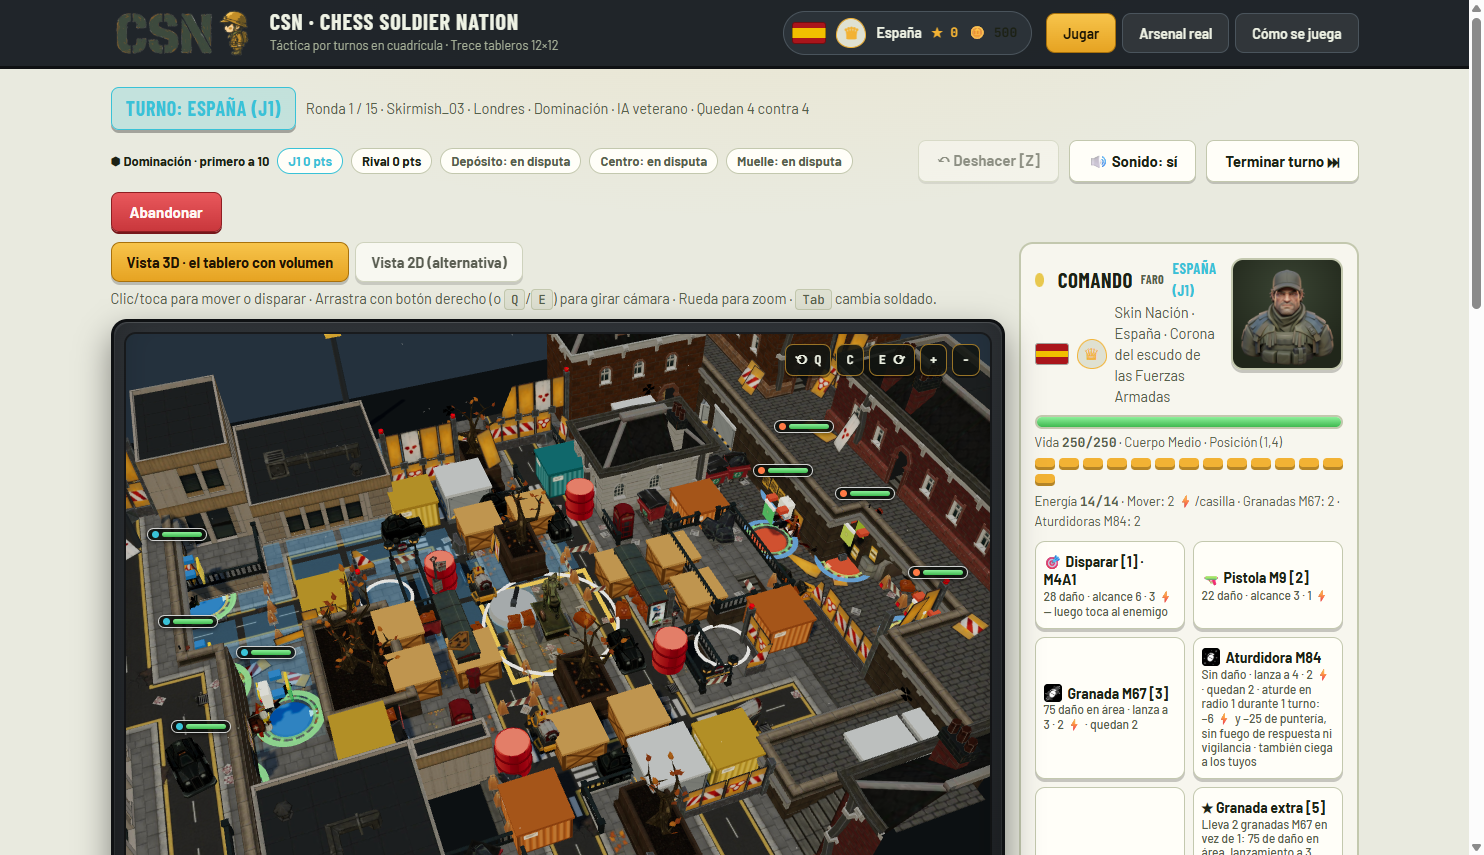 CSN
CSN · CHESS SOLDIER NATION
Táctica por turnos en cuadrícula · Trece tableros 12×12
España ★ 0 500
Jugar
Arsenal real
Cómo se juega
TURNO: ESPAÑA (J1)
Ronda 1 / 15 · Skirmish_03 · Londres · Dominación · IA veterano · Quedan 4 contra 4
Dominación · primero a 10
J1 0 pts
Rival 0 pts
Depósito: en disputa
Centro: en disputa
Muelle: en disputa
Deshacer [Z]
Sonido: sí
Terminar turno
Abandonar
Vista 3D · el tablero con volumen
Vista 2D (alternativa)
Clic/toca para mover o disparar · Arrastra con botón derecho (o Q / E ) para girar cámara · Rueda para zoom · Tab cambia soldado.
Q
C
E
+
-
COMANDO FARO ESPAÑA
(J1)
Skin Nación ·
España · Corona
del escudo de
las Fuerzas
Armadas
Vida 250/250 · Cuerpo Medio · Posición (1,4)
Energía 14/14 · Mover: 2 /casilla · Granadas M67: 2 ·
Aturdidoras M84: 2
Disparar [1] ·
M4A1
28 daño · alcance 6 · 3
— luego toca al enemigo
Pistola M9 [2]
22 daño · alcance 3 · 1
Granada M67 [3]
75 daño en área · lanza a
3 · 2 · quedan 2
Aturdidora M84
Sin daño · lanza a 4 · 2
· quedan 2 · aturde en
radio 1 durante 1 turno:
−6 y −25 de puntería,
sin fuego de respuesta ni
vigilancia · también ciega
a los tuyos
★ Granada extra [5]
Lleva 2 granadas M67 en
vez de 1: 75 de daño en
área, lanzamiento a 3